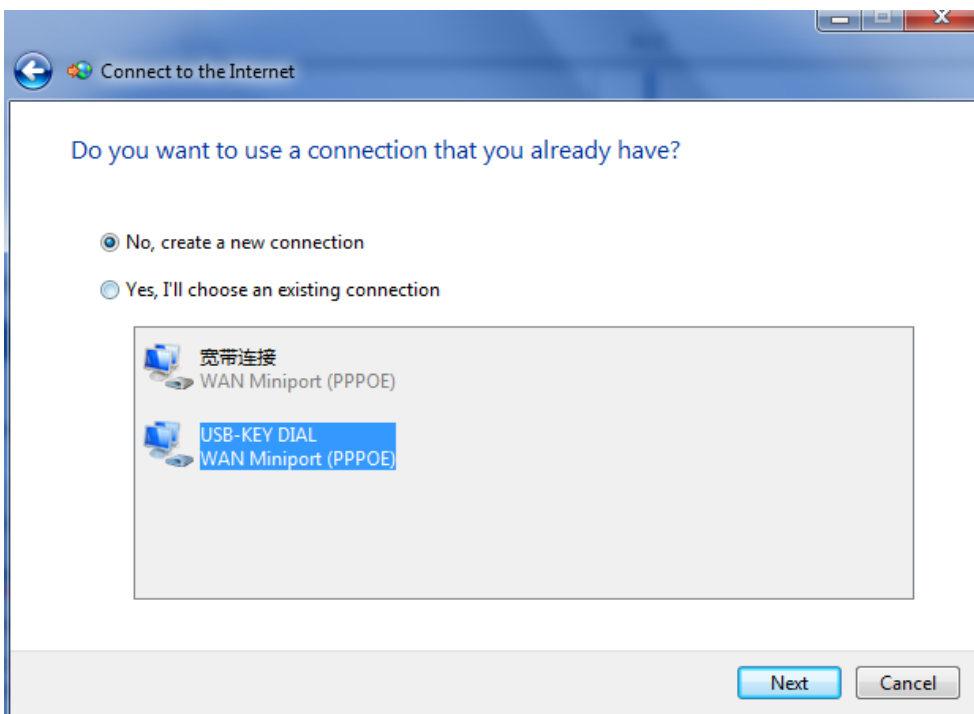 Connect to the Internet
Do you want to use a connection that you already have?
No, create a new connection
Yes, I'll choose an existing connection
宽带连接
WAN Miniport (PPPOE)
USB-KEY DIAL
WAN Miniport (PPPOE)
Next
Cancel